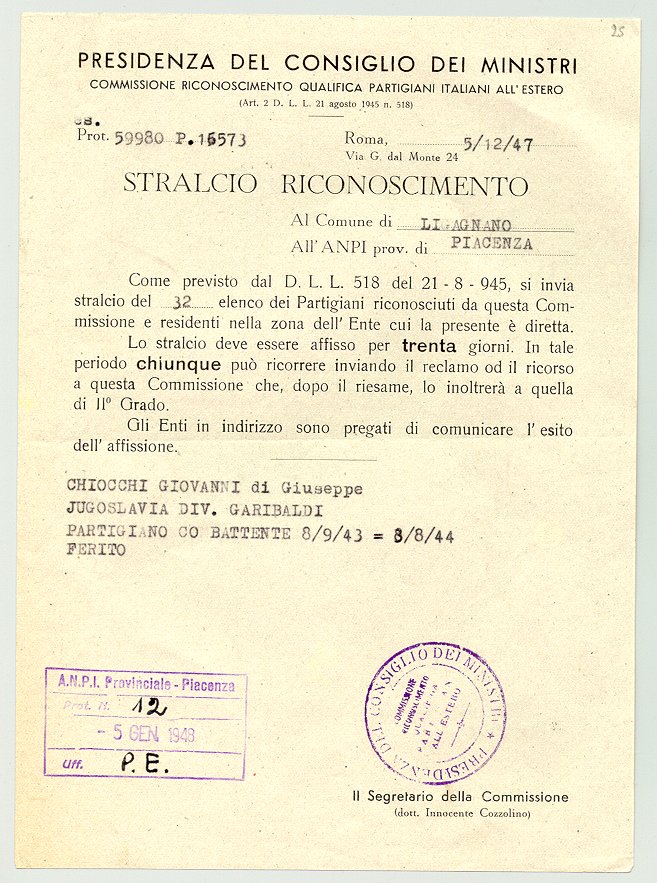 25
PRESIDENZA DEL CONSIGLIO DEI MINISTRI
COMMISSIONE RICONOSCIMENTO QUALIFICA PARTIGIANI ITALIANI ALL'ESTERO
(Art. 2 D. L. L. 21 agosto 1945 n. 518)
es.
Prot. 59980 P.16573 Roma, 5/12/47
Via G. dal Monte 24
STRALCIO RICONOSCIMENTO
Al Comune di LIGAGNANO
All'ANPI prov. di PIACENZA
Come previsto dal D. L. L. 518 del 21 - 8 - 945, si invia
stralcio del 32 elenco dei Partigiani riconosciuti da questa Com-
missione e residenti nella zona dell'Ente cui la presente è diretta.
Lo stralcio deve essere affisso per trenta giorni. In tale
periodo chiunque può ricorrere inviando il reclamo od il ricorso
a questa Commissione che, dopo il riesame, lo inoltrerà a quella
di IIº Grado.
Gli Enti in indirizzo sono pregati di comunicare l'esito
dell'affissione.
CHIOCCHI GIOVANNI di Giuseppe
JUGOSLAVIA DIV. GARIBALDI
PARTIGIANO CO BATTENTE 8/9/43 = 8/8/44
FERITO
A.N.P.I. Provinciale - Piacenza
Prot. N. 12
- 5 GEN. 1948
Uff. P. E.
PRESIDENZA DEL CONSIGLIO DEI MINISTRI
COMMISSIONE
RICONOSCIMENTO
ALL'ESTERO
Il Segretario della Commissione
(dott. Innocente Cozzolino)